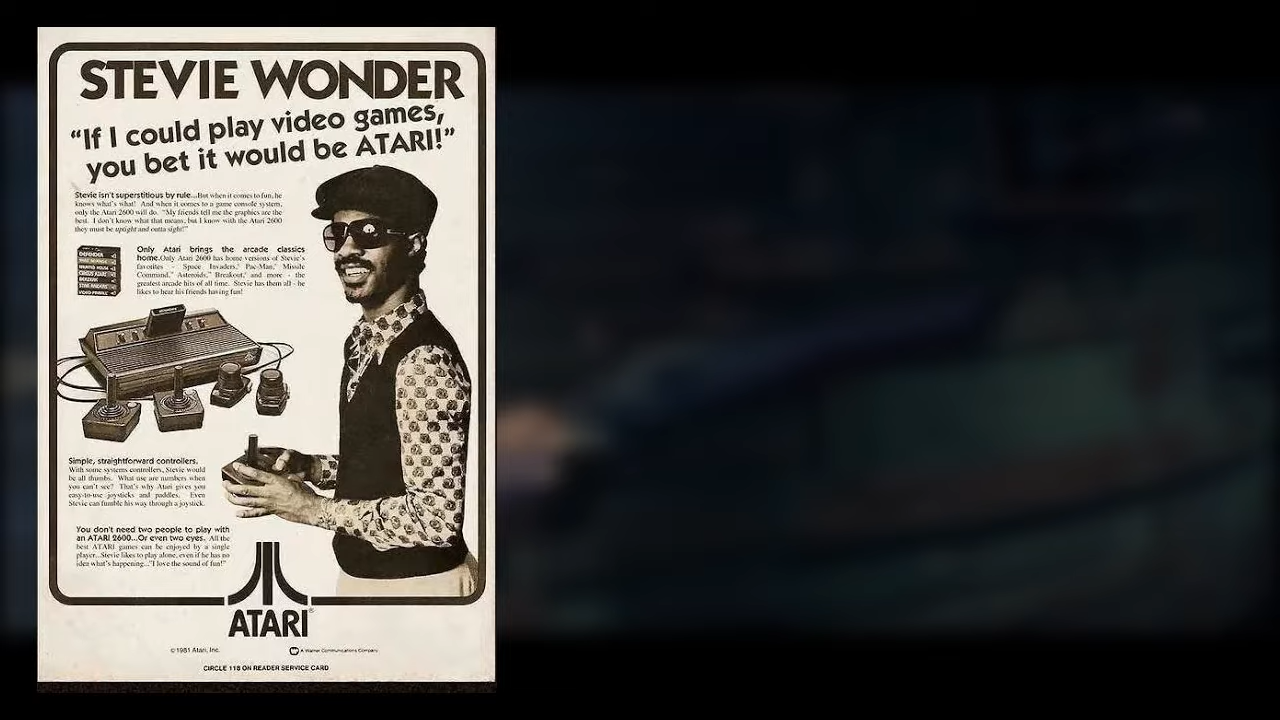 STEVIE WONDER
“If I could play video games,
you bet it would be ATARI!”
Stevie isn't superstitious by rule...But when it comes to fun, he
knows what's what! And when it comes to a game console system,
only the Atari 2600 will do. "My friends tell me the graphics are the
best. I don't know what that means, but I know with the Atari 2600
they must be upright and outta sight!"
Only Atari brings the arcade classics
home.Only Atari 2600 has home versions of Stevie's
favorites - Space Invaders,* Pac-Man,* Missile
Command,* Asteroids,* Breakout,* and more - the
greatest arcade hits of all time. Stevie has them all - he
likes to hear his friends having fun!
DEFENDER
BERZERK
VIDEO PINBALL
Simple, straightforward controllers.
With some systems controllers, Stevie would
be all thumbs. What use are numbers when
you can't see? That's why Atari gives you
easy-to-use joysticks and paddles. Even
Stevie can fumble his way through a joystick.
You don't need two people to play with
an ATARI 2600...Or even two eyes. All the
best ATARI games can be enjoyed by a single
player...Stevie likes to play alone, even if he has no
idea what's happening..."I love the sound of fun!"
ATARI®
© 1981 Atari, Inc.
A Warner Communications Company
CIRCLE 118 ON READER SERVICE CARD